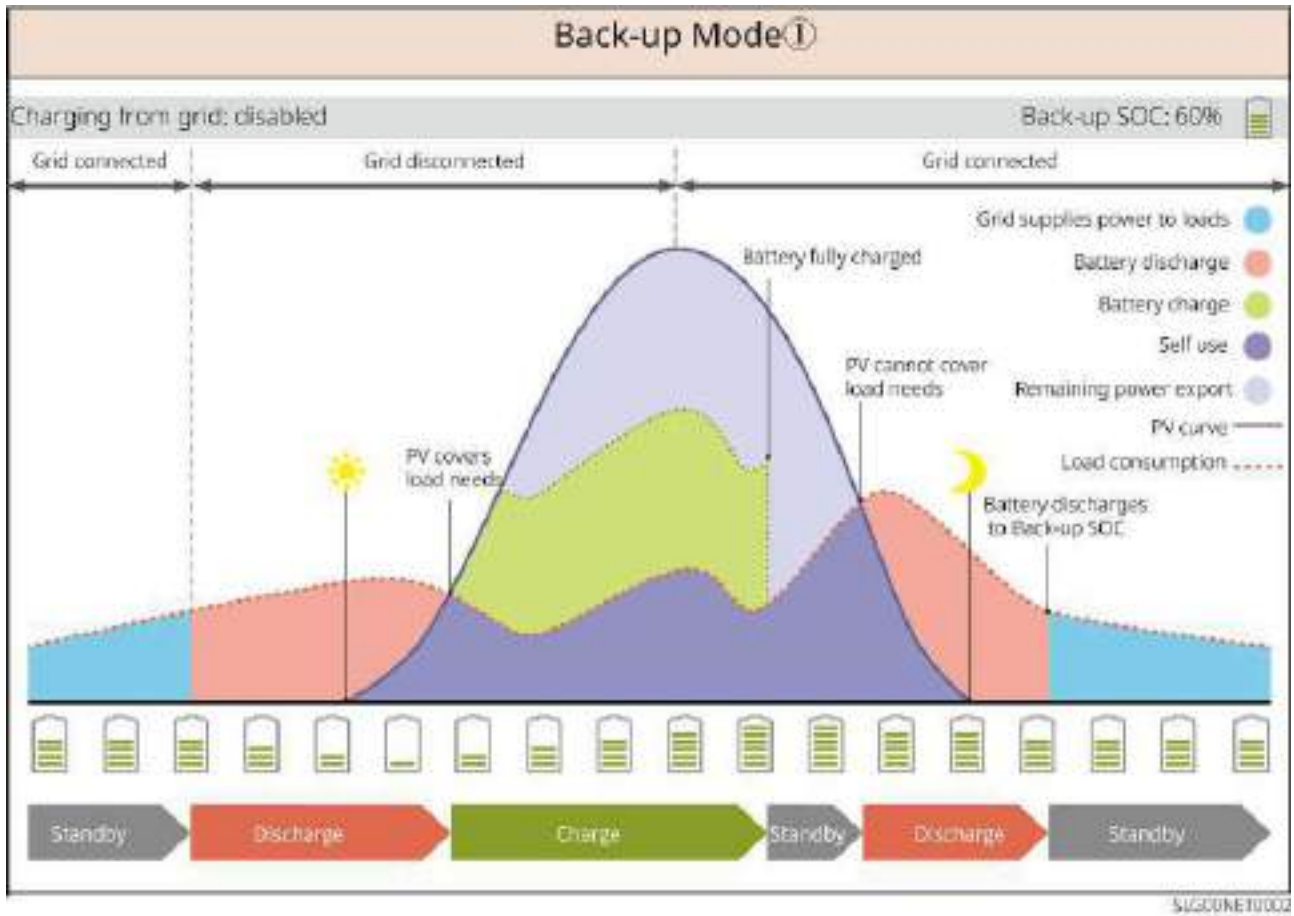 Back-up Mode①
Charging from grid: disabled
Back-up SOC: 60%
Grid connected
Grid disconnected
Grid connected
Grid supplies power to loads
Battery discharge
Battery charge
Self use
Remaining power export
PV curve
Load consumption
Battery fully charged
PV cannot cover
load needs
PV covers
load needs
Battery discharges
to Back-up SOC
Standby
Discharge
Charge
Standby
Discharge
Standby